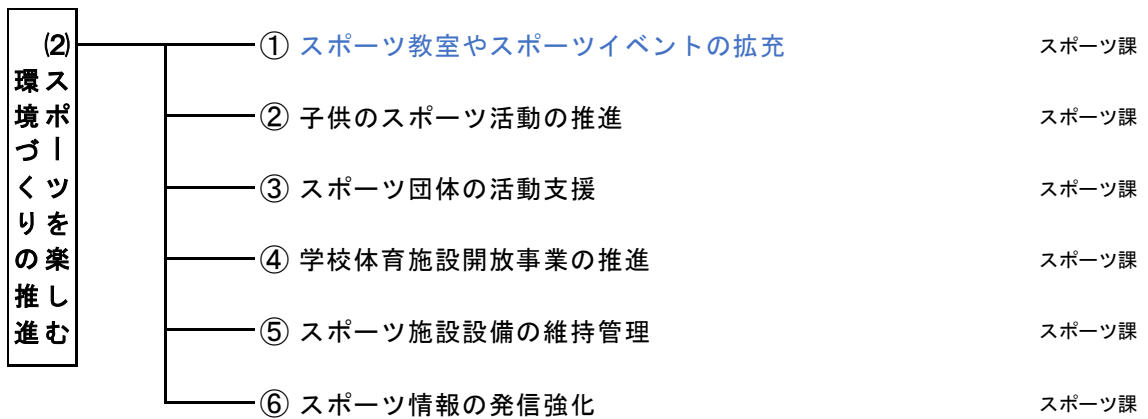 ⑵スポーツを楽しむ
環境づくりの推進
① スポーツ教室やスポーツイベントの拡充 スポーツ課
② 子供のスポーツ活動の推進 スポーツ課
③ スポーツ団体の活動支援 スポーツ課
④ 学校体育施設開放事業の推進 スポーツ課
⑤ スポーツ施設設備の維持管理 スポーツ課
⑥ スポーツ情報の発信強化 スポーツ課